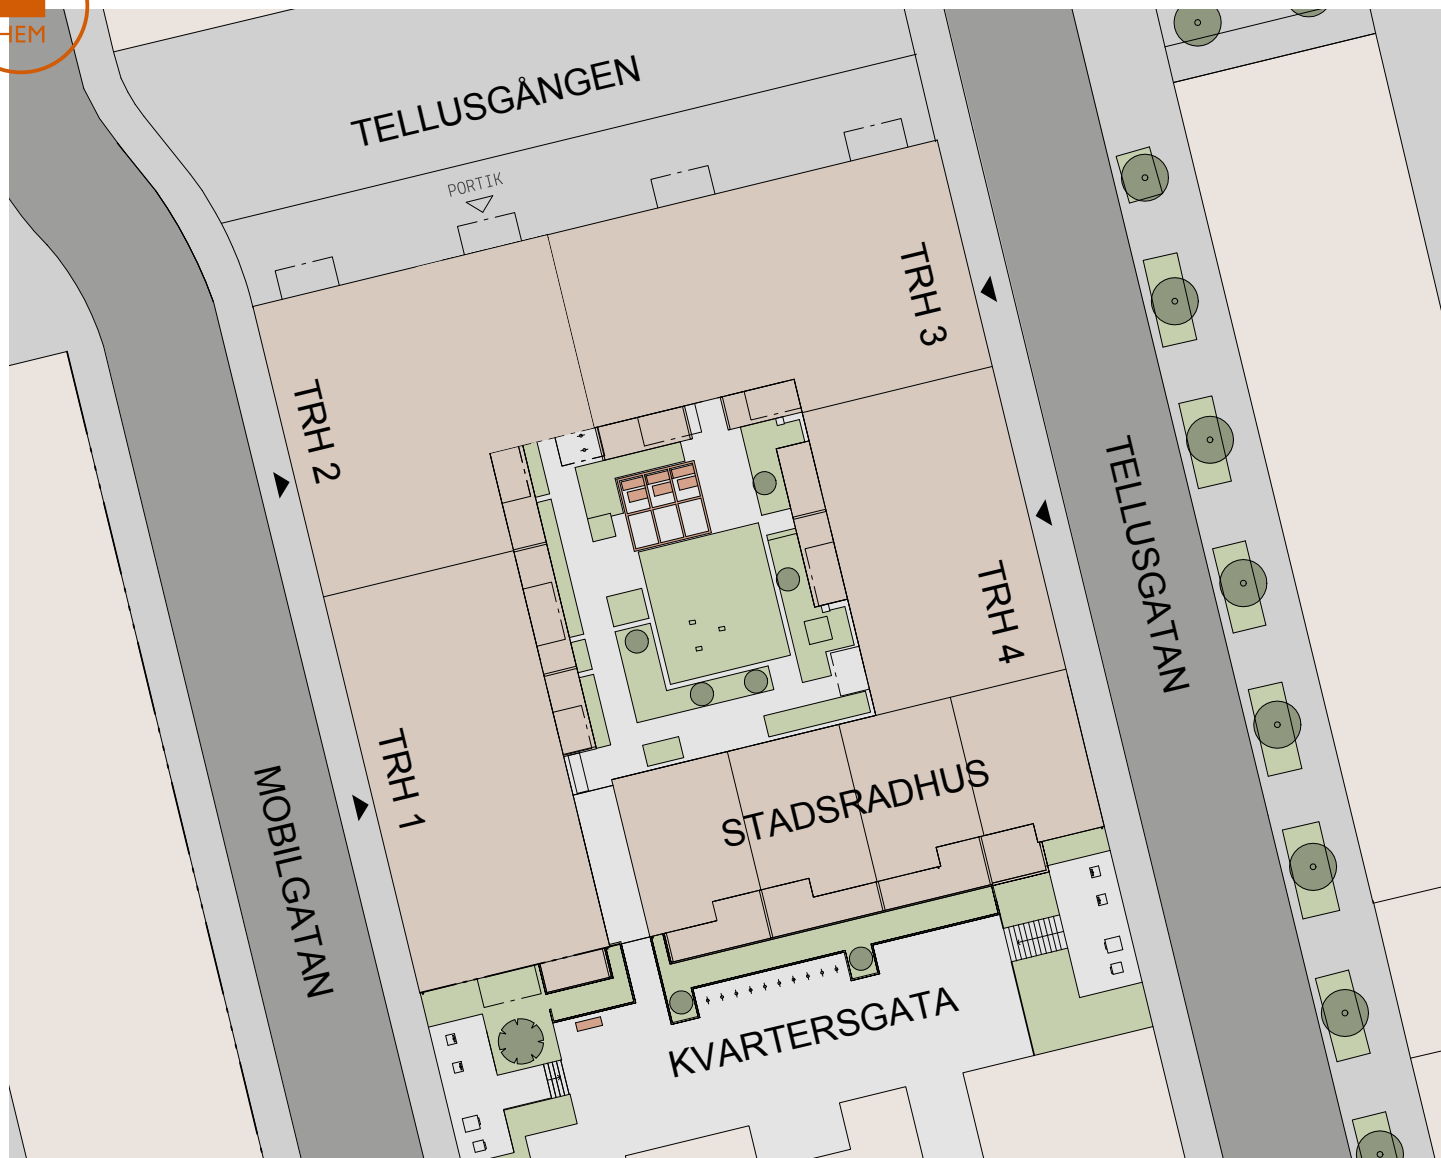 HEM
TELLUSGÅNGEN
PORTIK
TRH 3
TRH 2
TELLUSGATAN
TRH 4
TRH 1
STADSRADHUS
MOBILGATAN
KVARTERSGATA